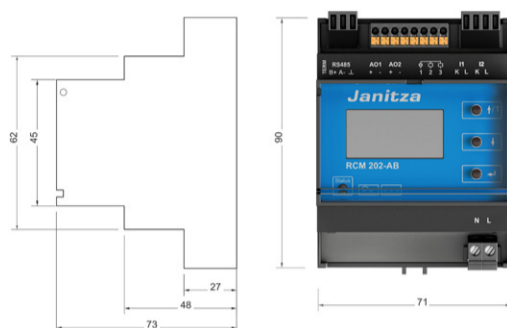 62
45
27
48
73
90
TERM
RS485 AO1 AO2 I1 I2
B+ A- ⊥ + - + - 1 2 3 K L K L
Janitza
RCM 202-AB
Status
N L
71